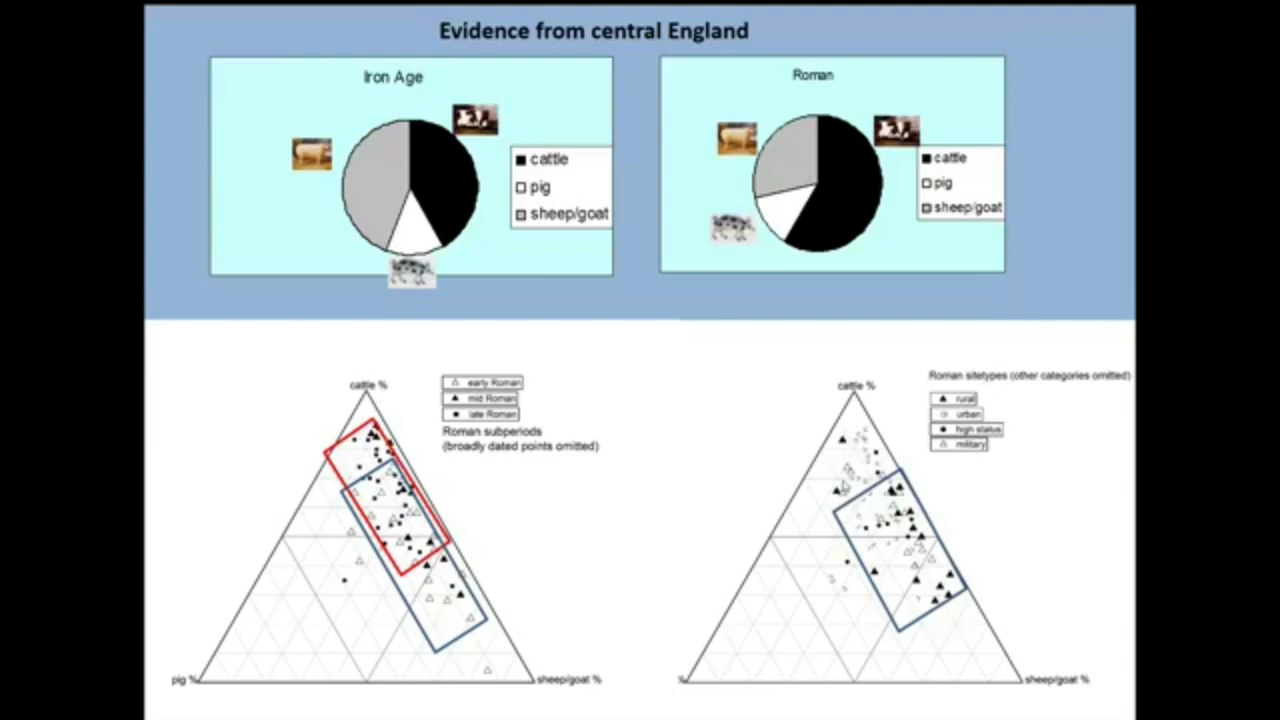 Evidence from central England
Iron Age
cattle
pig
sheep/goat
Roman
cattle
pig
sheep/goat
cattle %
early Roman
mid Roman
late Roman
Roman subperiods
(broadly dated points omitted)
pig %
sheep/goat %
cattle %
Roman sitetypes (other categories omitted)
rural
urban
high status
military
sheep/goat %